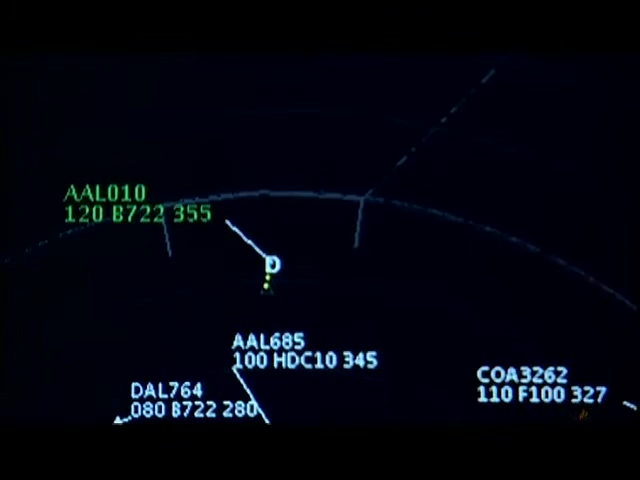 AAL010
120 B722 355
D
AAL685
100 HDC10 345
DAL764
080 B722 280
COA3262
110 F100 327